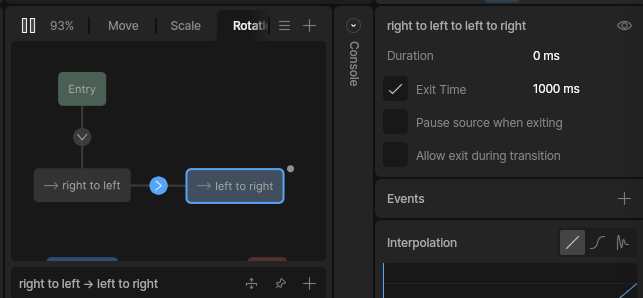 93% Move Scale Rotati
Entry
right to left
left to right
right to left → left to right
Console
right to left to left to right
Duration 0 ms
Exit Time 1000 ms
Pause source when exiting
Allow exit during transition
Events
Interpolation